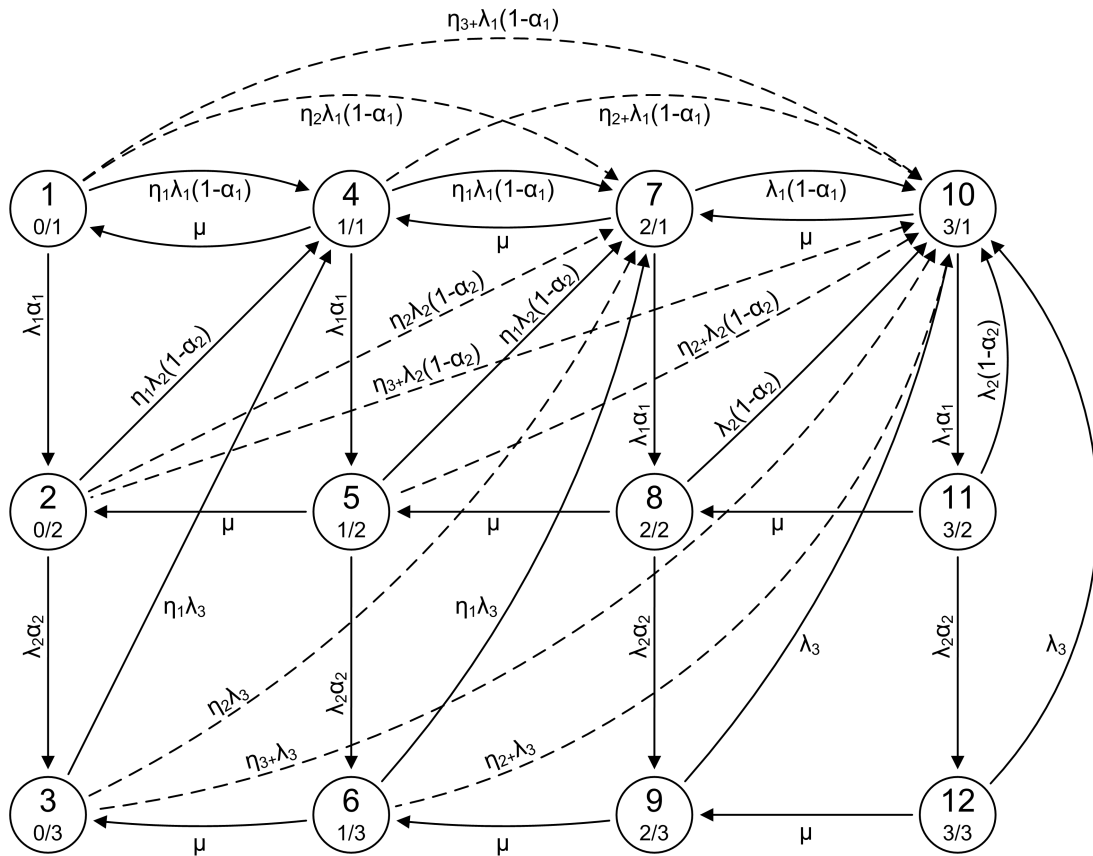 η₃₊λ₁(1-α₁)
η₂λ₁(1-α₁)
η₂₊λ₁(1-α₁)
1
0/1
η₁λ₁(1-α₁)
μ
4
1/1
η₁λ₁(1-α₁)
μ
7
2/1
λ₁(1-α₁)
μ
10
3/1
λ₁α₁
η₁λ₂(1-α₂)
λ₁α₁
η₂λ₂(1-α₂)
η₃₊λ₂(1-α₂)
η₁λ₂(1-α₂)
η₂₊λ₂(1-α₂)
λ₁α₁
λ₂(1-α₂)
λ₁α₁
λ₂(1-α₂)
2
0/2
μ
5
1/2
μ
8
2/2
μ
11
3/2
λ₂α₂
η₁λ₃
η₂λ₃
η₃₊λ₃
λ₂α₂
η₁λ₃
η₂₊λ₃
λ₂α₂
λ₃
λ₂α₂
λ₃
3
0/3
μ
6
1/3
μ
9
2/3
μ
12
3/3